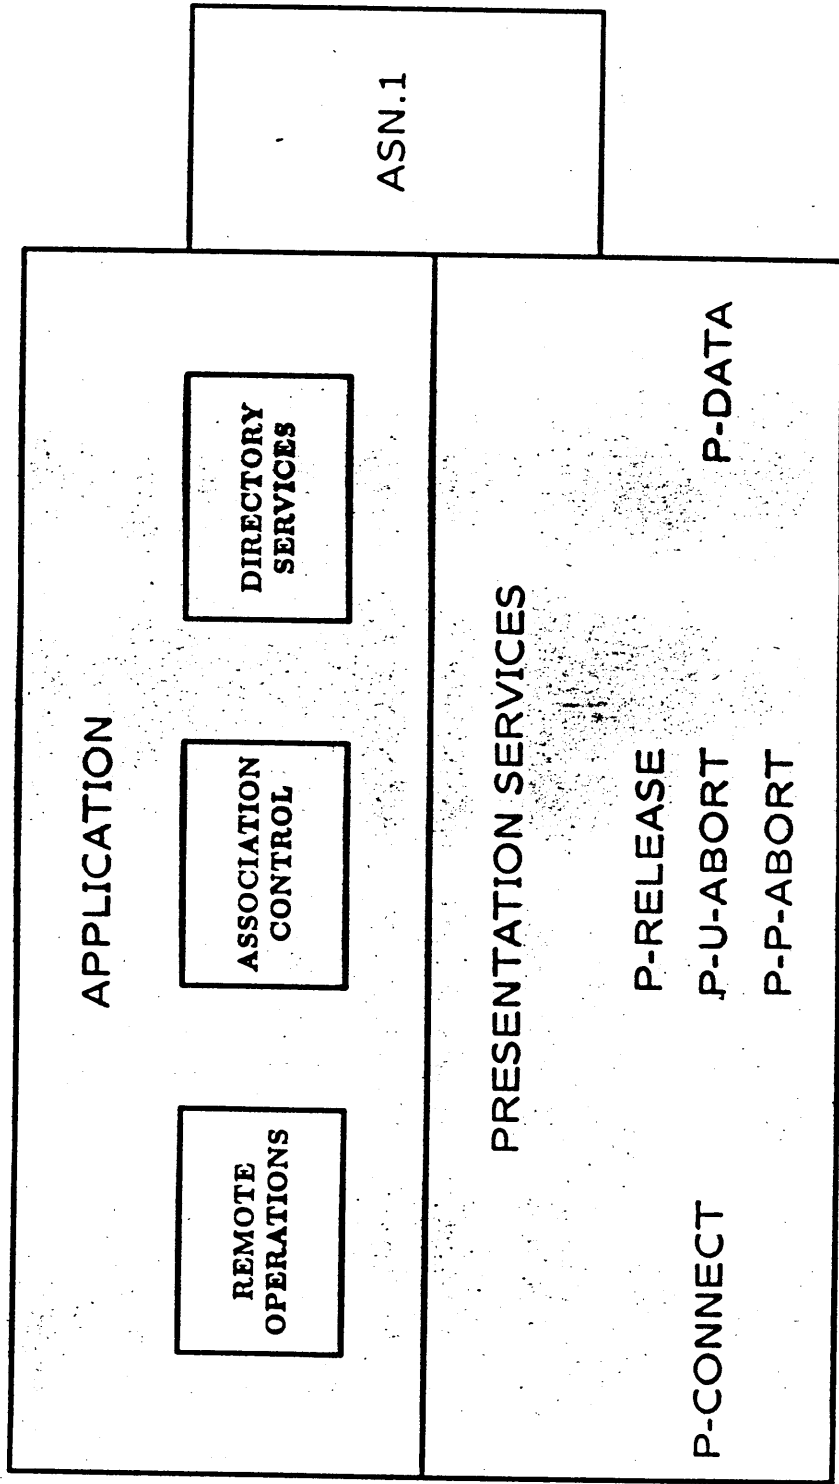 APPLICATION
REMOTE
OPERATIONS
ASSOCIATION
CONTROL
DIRECTORY
SERVICES
ASN.1
PRESENTATION SERVICES
P-CONNECT
P-RELEASE
P-U-ABORT
P-P-ABORT
P-DATA